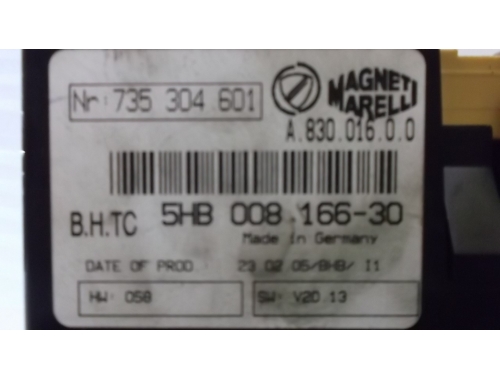 Nr: 735 304 601
MAGNETI
MARELLI
A.830.016.0.0
B.H.TC 5HB 008.166-30
Made in Germany
DATE OF PROD 23 02 05/BHB/ I1
HW: 058
SW: V20.13